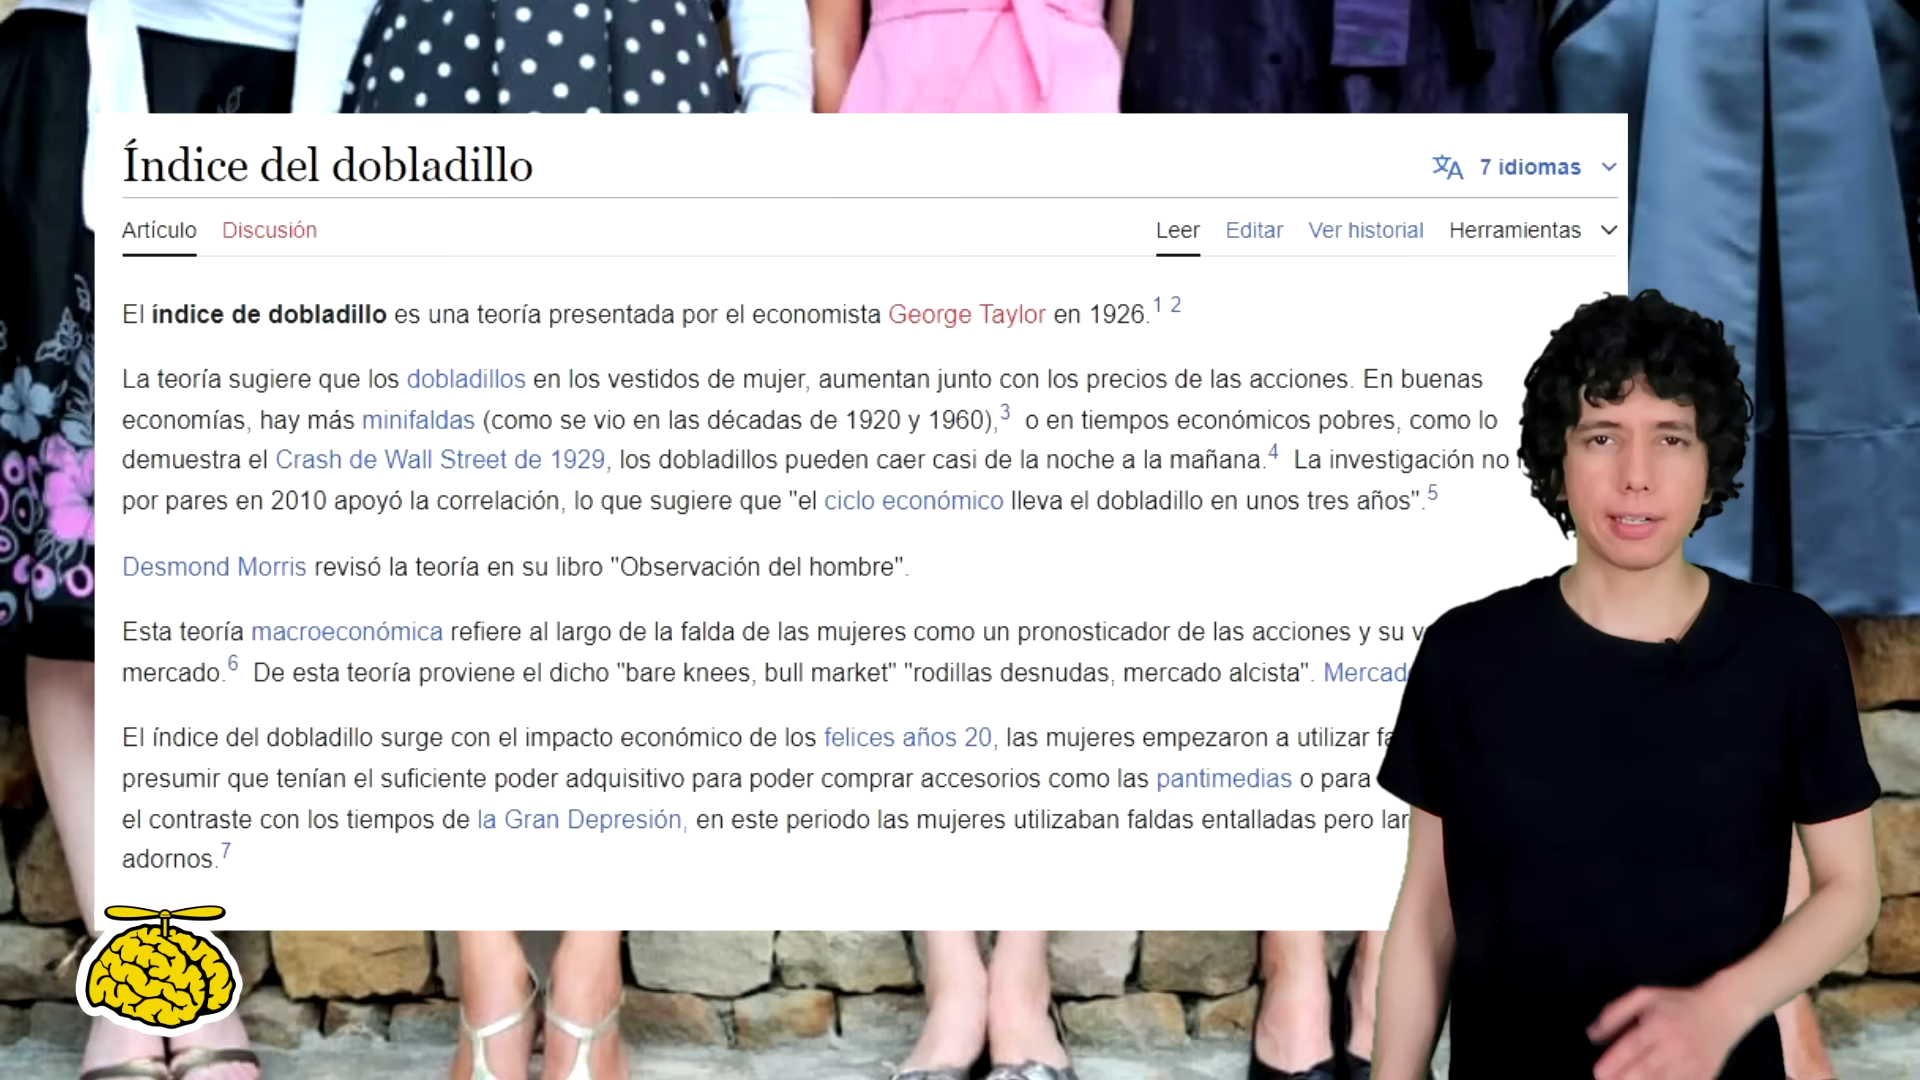 Índice del dobladillo
7 idiomas
Artículo Discusión Leer Editar Ver historial Herramientas
El índice de dobladillo es una teoría presentada por el economista George Taylor en 1926.1 2
La teoría sugiere que los dobladillos en los vestidos de mujer, aumentan junto con los precios de las acciones. En buenas
economías, hay más minifaldas (como se vio en las décadas de 1920 y 1960),3 o en tiempos económicos pobres, como lo
demuestra el Crash de Wall Street de 1929, los dobladillos pueden caer casi de la noche a la mañana.4 La investigación no
por pares en 2010 apoyó la correlación, lo que sugiere que "el ciclo económico lleva el dobladillo en unos tres años".5
Desmond Morris revisó la teoría en su libro "Observación del hombre".
Esta teoría macroeconómica refiere al largo de la falda de las mujeres como un pronosticador de las acciones y su
mercado.6 De esta teoría proviene el dicho "bare knees, bull market" "rodillas desnudas, mercado alcista".
El índice del dobladillo surge con el impacto económico de los felices años 20, las mujeres empezaron a utilizar
presumir que tenían el suficiente poder adquisitivo para poder comprar accesorios como las pantimedias o para
el contraste con los tiempos de la Gran Depresión, en este periodo las mujeres utilizaban faldas entalladas pero
adornos.7